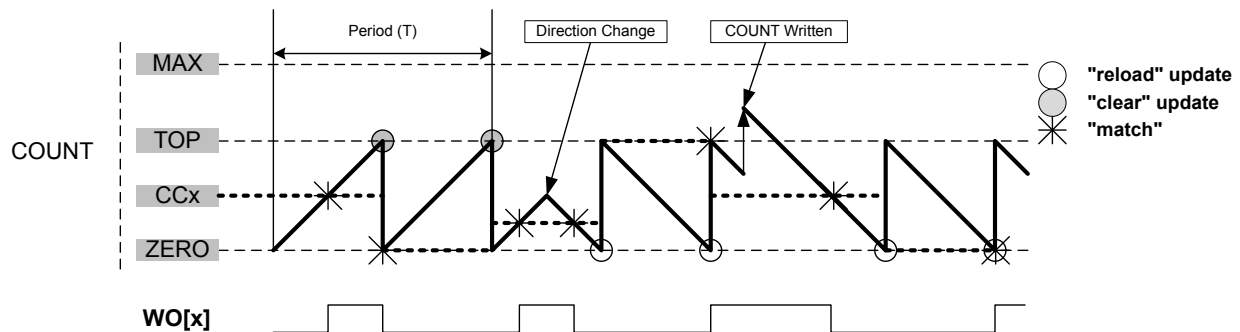 Period (T)
Direction Change
COUNT Written
MAX
"reload" update
"clear" update
"match"
TOP
COUNT
CCx
ZERO
WO[x]